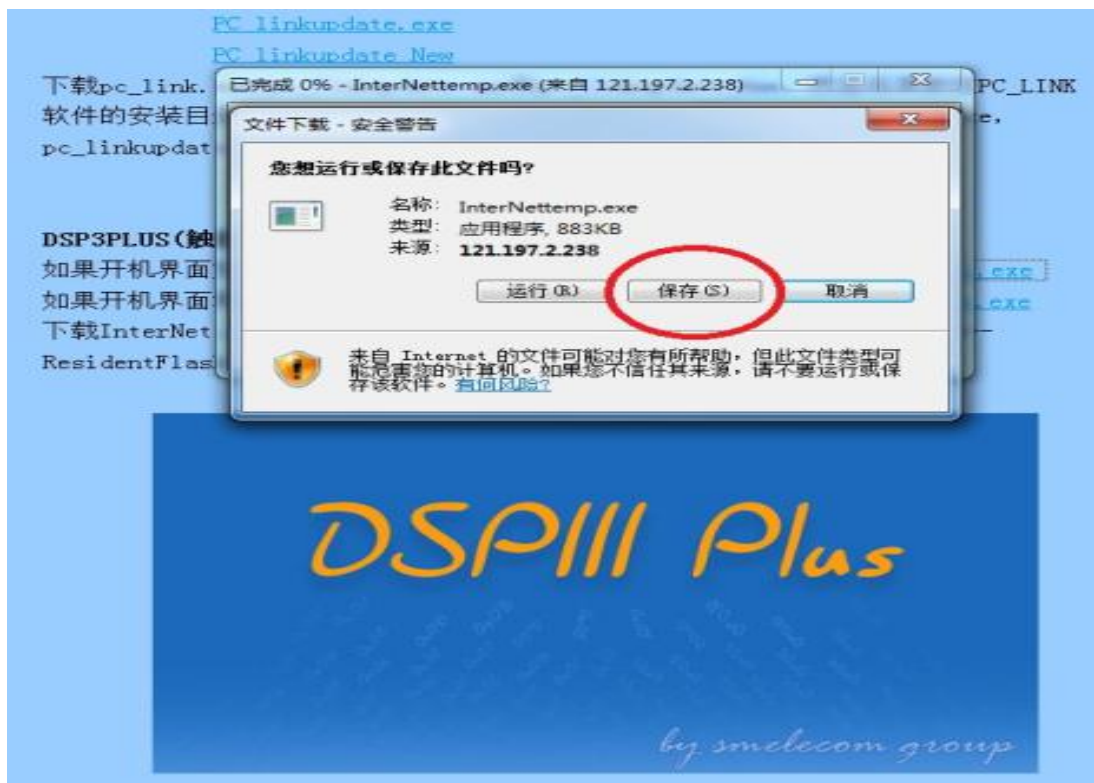 PC linkupdate.exe
PC linkupdate New
下载pc_link.
PC_LINK
软件的安装目
e,
pc_linkupdat
DSP3PLUS(触
如果开机界面
.exe
如果开机界面
.exe
下载InterNet
ResidentFlas
已完成 0% - InterNettemp.exe (来自 121.197.2.238)
文件下载 - 安全警告
您想运行或保存此文件吗?
名称: InterNettemp.exe
类型: 应用程序, 883KB
来源: 121.197.2.238
运行(R) 保存(S) 取消
来自 Internet 的文件可能对您有所帮助，但此文件类型可
能危害您的计算机。如果您不信任其来源，请不要运行或保
存该软件。有何风险?
DSPIII Plus
by smelecom group